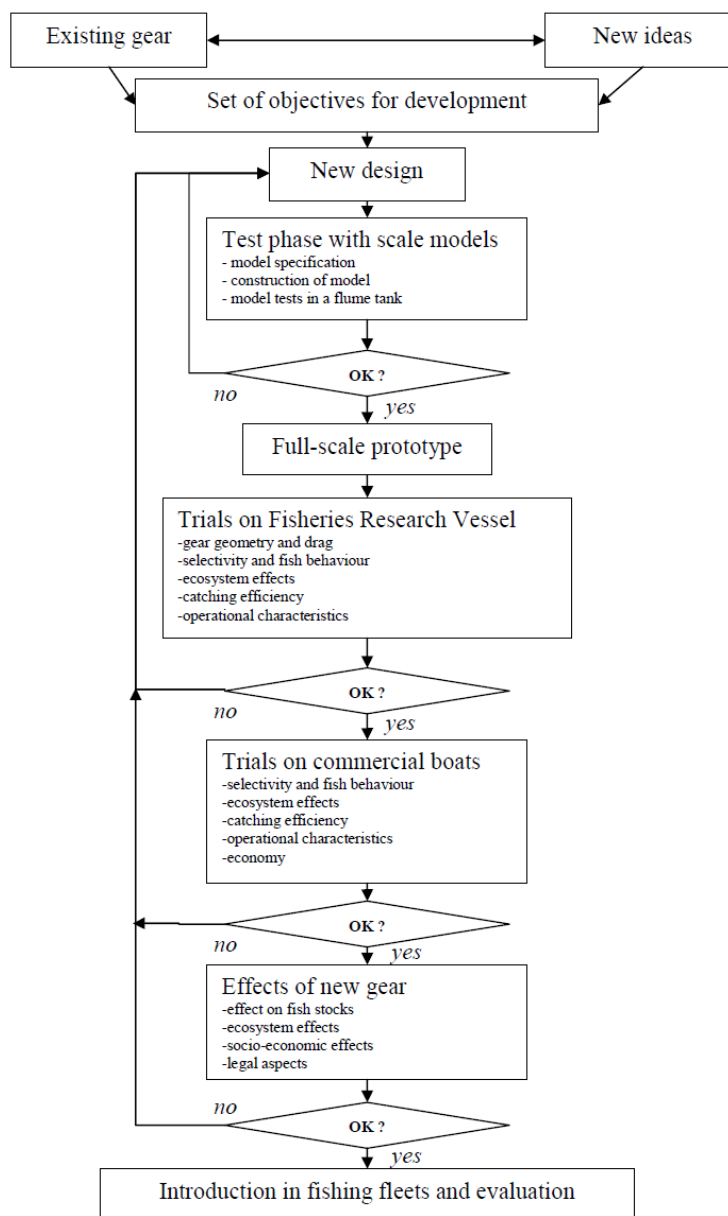 Existing gear
New ideas
Set of objectives for development
New design
Test phase with scale models
- model specification
- construction of model
- model tests in a flume tank
OK ?
no
yes
Full-scale prototype
Trials on Fisheries Research Vessel
-gear geometry and drag
-selectivity and fish behaviour
-ecosystem effects
-catching efficiency
-operational characteristics
OK ?
no
yes
Trials on commercial boats
-selectivity and fish behaviour
-ecosystem effects
-catching efficiency
-operational characteristics
-economy
OK ?
no
yes
Effects of new gear
-effect on fish stocks
-ecosystem effects
-socio-economic effects
-legal aspects
no
OK ?
yes
Introduction in fishing fleets and evaluation